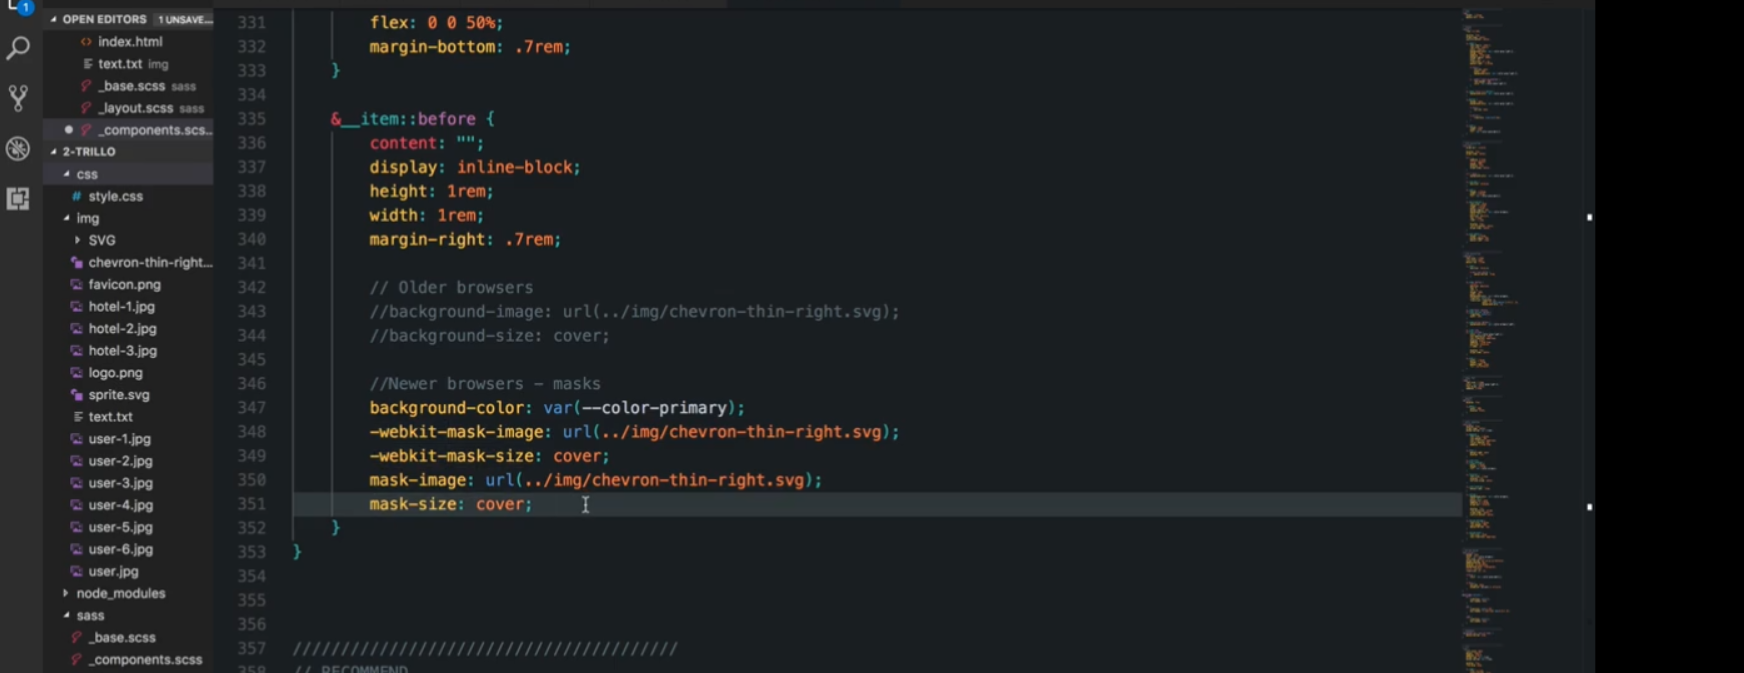 1
OPEN EDITORS 1 UNSAVE...
index.html
text.txt img
_base.scss sass
_layout.scss sass
_components.scs...
2-TRILLO
css
style.css
img
SVG
chevron-thin-right...
favicon.png
hotel-1.jpg
hotel-2.jpg
hotel-3.jpg
logo.png
sprite.svg
text.txt
user-1.jpg
user-2.jpg
user-3.jpg
user-4.jpg
user-5.jpg
user-6.jpg
user.jpg
node_modules
sass
_base.scss
_components.scss
331 flex: 0 0 50%;
332 margin-bottom: .7rem;
333 }
334
335 &__item::before {
336 content: "";
337 display: inline-block;
338 height: 1rem;
339 width: 1rem;
340 margin-right: .7rem;
341
342 // Older browsers
343 //background-image: url(../img/chevron-thin-right.svg);
344 //background-size: cover;
345
346 //Newer browsers - masks
347 background-color: var(--color-primary);
348 -webkit-mask-image: url(../img/chevron-thin-right.svg);
349 -webkit-mask-size: cover;
350 mask-image: url(../img/chevron-thin-right.svg);
351 mask-size: cover;
352 }
353 }
354
355
356
357 ////////////////////////////////////////
358 // RECOMMEND